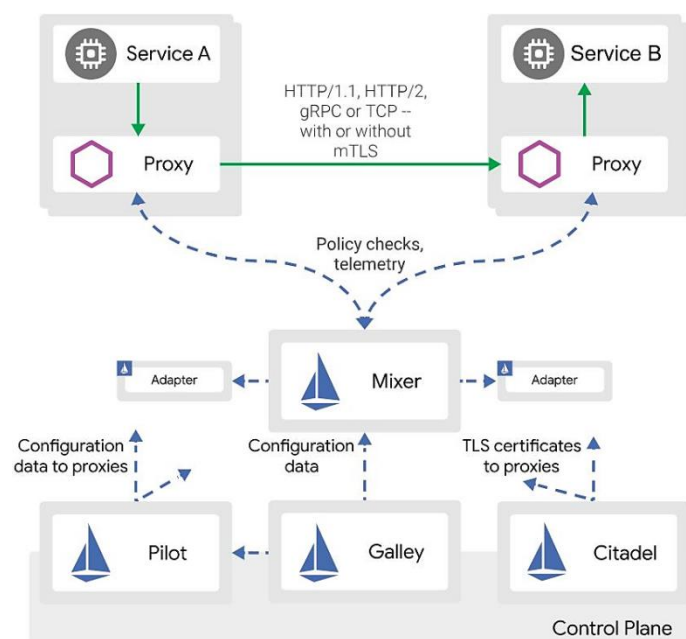 Service A
Service B
HTTP/1.1, HTTP/2,
gRPC or TCP --
with or without
mTLS
Proxy
Proxy
Policy checks,
telemetry
Mixer
Adapter
Adapter
Configuration
data to proxies
Configuration
data
TLS certificates
to proxies
Pilot
Galley
Citadel
Control Plane